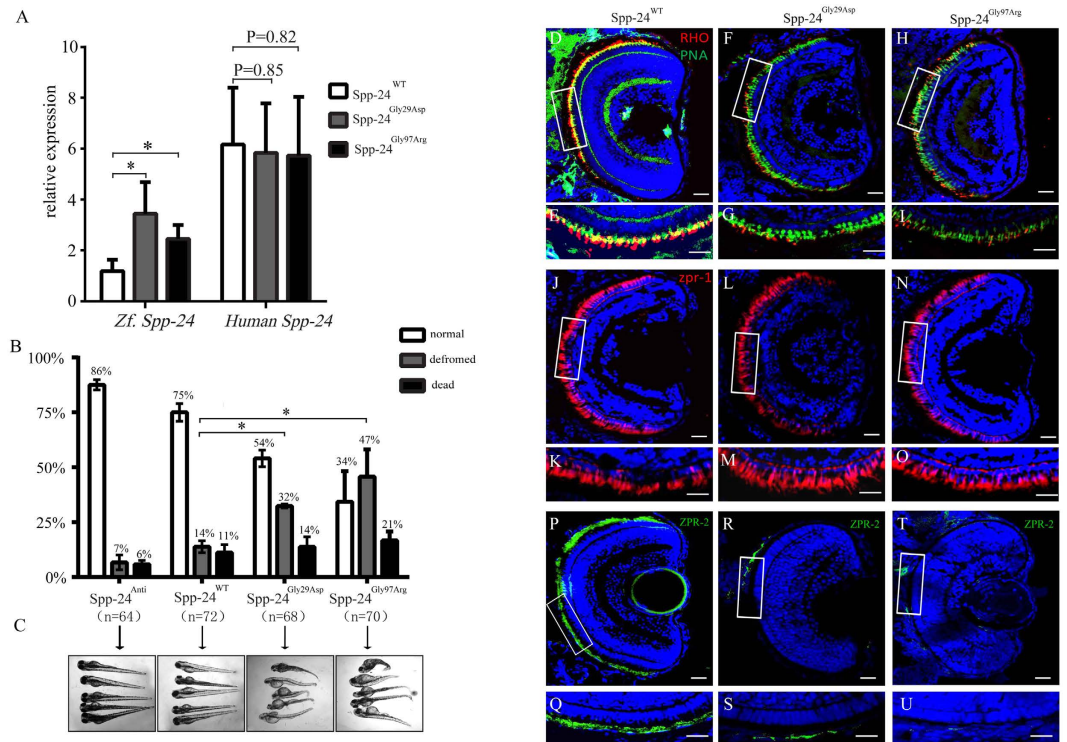 A
P=0.82
P=0.85
Spp-24WT
Spp-24Gly29Asp
Spp-24Gly97Arg
relative expression
10
8
6
4
2
0
*
*
Zf. Spp-24
Human Spp-24
B
normal
defromed
dead
100%
75%
50%
25%
0%
86%
7%
6%
75%
14%
11%
54%
32%
14%
34%
47%
21%
*
*
Spp-24Anti
Spp-24WT
Spp-24Gly29Asp
Spp-24Gly97Arg
(n=64)
(n=72)
(n=68)
(n=70)
C
Spp-24WT
Spp-24Gly29Asp
Spp-24Gly97Arg
D
RHO
PNA
F
H
E
G
I
J
zpr-1
L
N
K
M
O
P
ZPR-2
R
ZPR-2
T
ZPR-2
Q
S
U